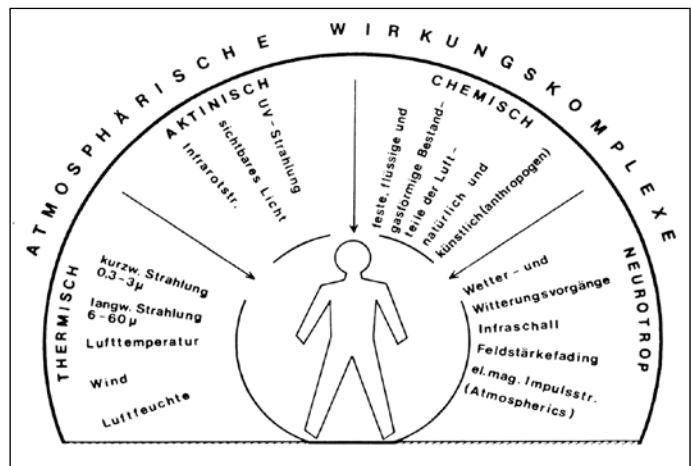 ATMOSPHÄRISCHE WIRKUNGSKOMPLEXE
THERMISCH
kurzw. Strahlung
0.3-3µ
langw. Strahlung
6-60µ
Lufttemperatur
Wind
Luftfeuchte
AKTINISCH
UV-Strahlung
sichtbares Licht
Infrarotstr.
CHEMISCH
feste, flüssige und
gasförmige Bestand-
teile der Luft-
natürlich und
künstlich(anthropogen)
NEUROTROP
Wetter- und
Witterungsvorgänge
Infraschall
Feldstärkefading
el.mag. Impulsstr.
(Atmospherics)